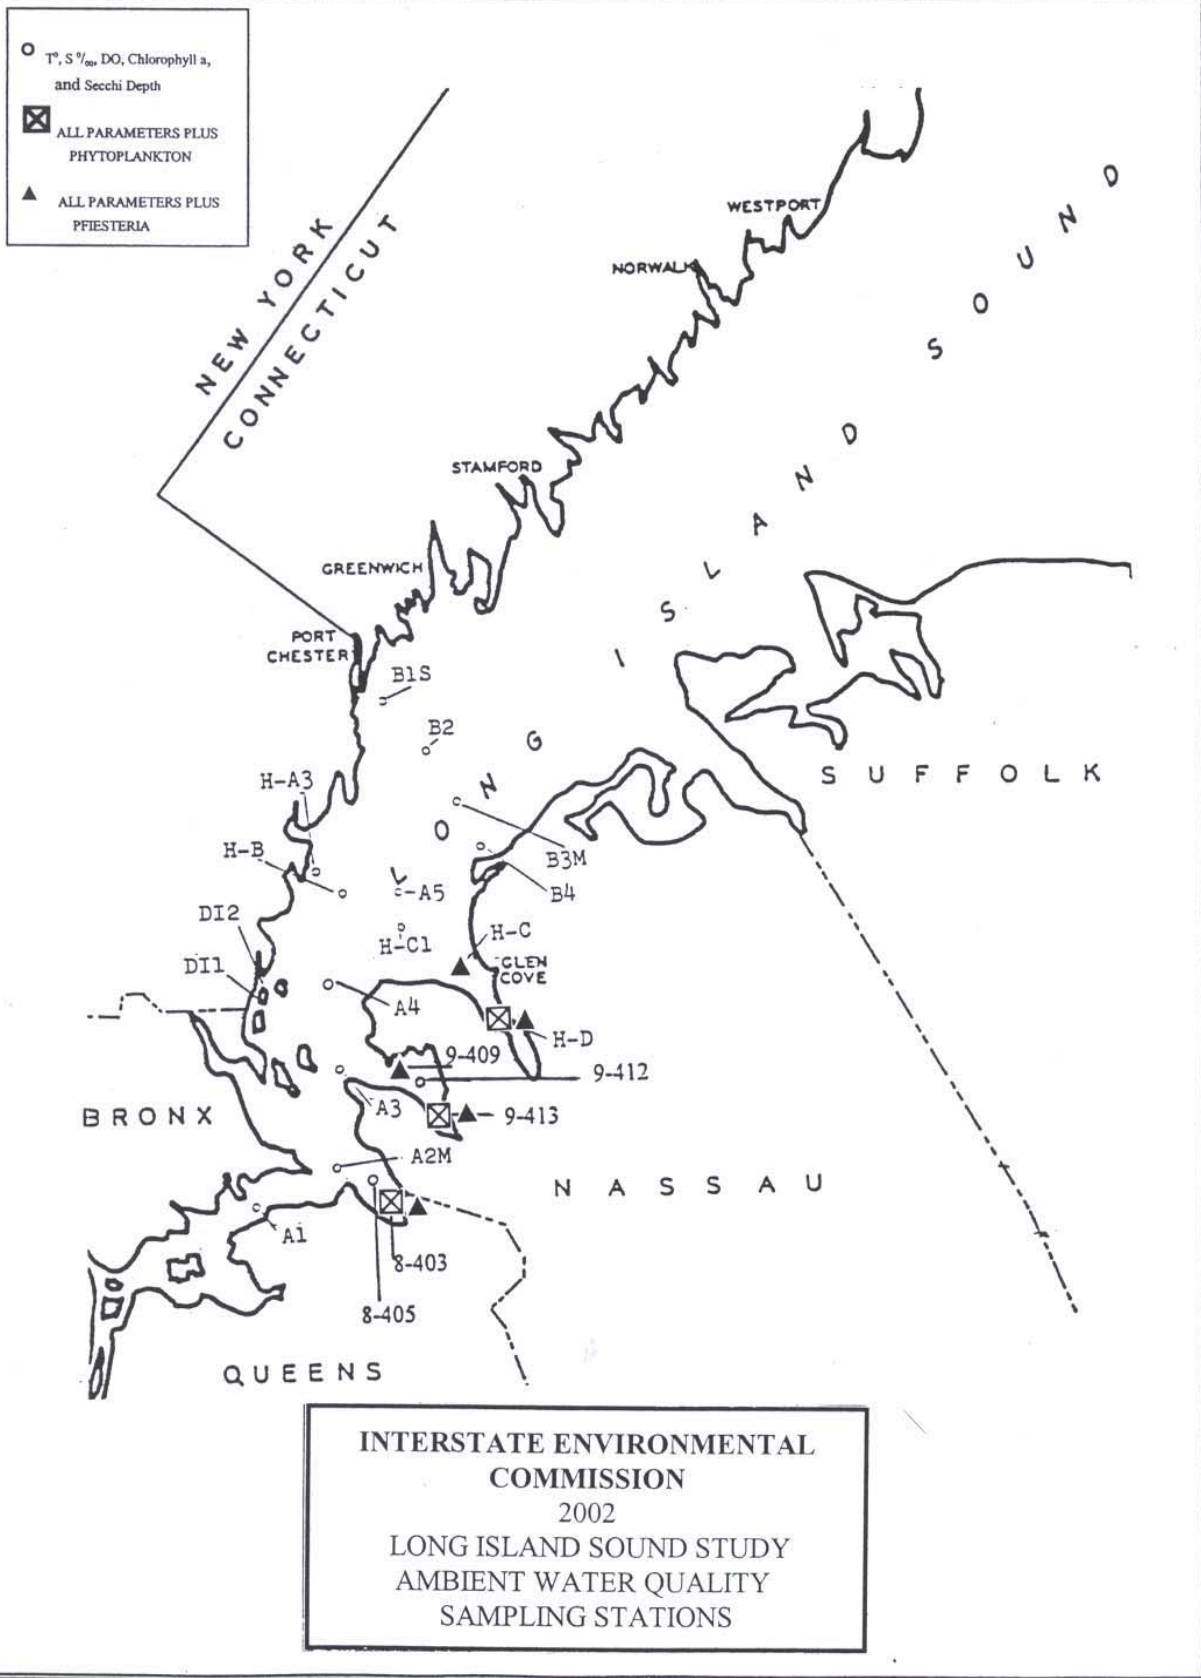 T°, S ‰, DO, Chlorophyll a,
and Secchi Depth
ALL PARAMETERS PLUS
PHYTOPLANKTON
ALL PARAMETERS PLUS
PFIESTERIA
NEW YORK
CONNECTICUT
WESTPORT
NORWALK
STAMFORD
GREENWICH
PORT
CHESTER
LONG ISLAND SOUND
B1S
B2
H-A3
H-B
B3M
B4
A5
DI2
H-C1
H-C
DI1
GLEN
COVE
A4
H-D
9-409
9-412
A3
9-413
BRONX
A2M
A1
8-403
8-405
SUFFOLK
NASSAU
QUEENS
INTERSTATE ENVIRONMENTAL
COMMISSION
2002
LONG ISLAND SOUND STUDY
AMBIENT WATER QUALITY
SAMPLING STATIONS